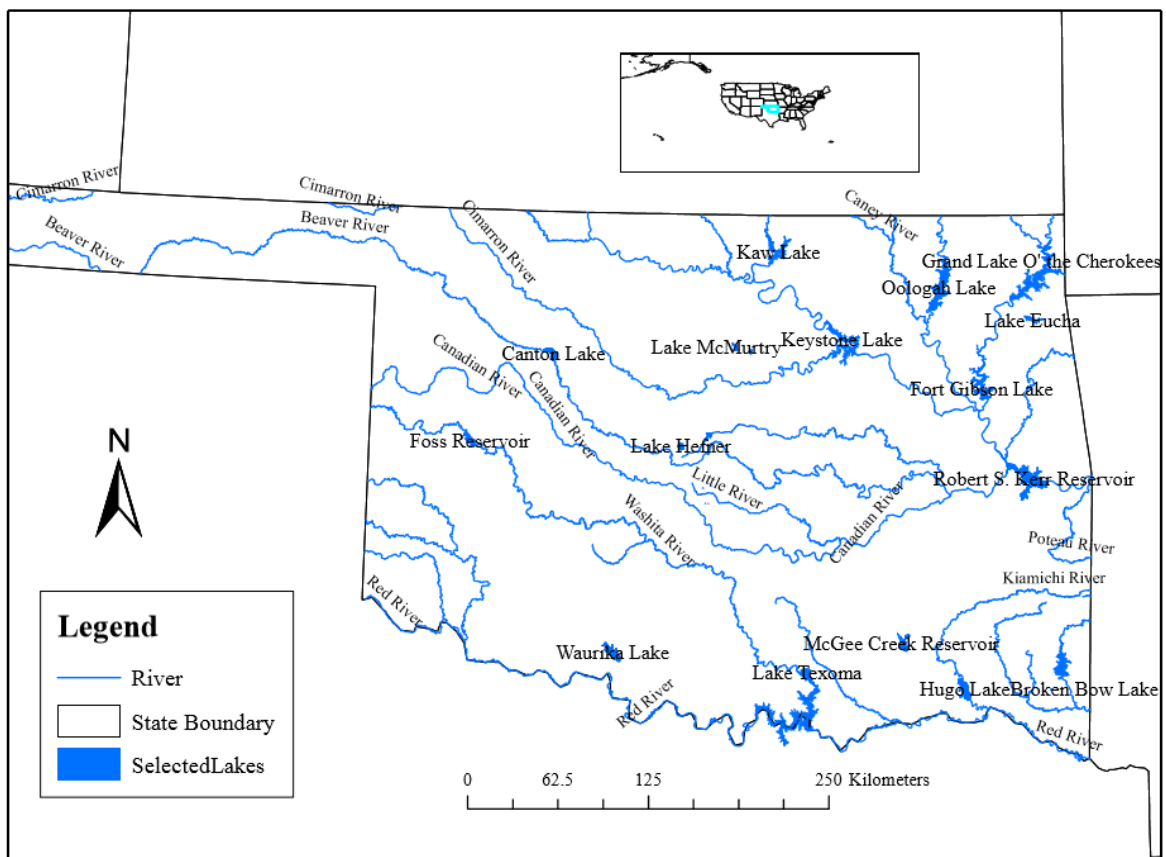 Cimarron River
Cimarron River
Cimarron River
Caney River
Beaver River
Beaver River
Kaw Lake
Grand Lake O' the Cherokees
Oologah Lake
Lake Eucha
Canton Lake
Lake McMurtry
Keystone Lake
Canadian River
Canadian River
Fort Gibson Lake
N
Foss Reservoir
Lake Hefner
Little River
Robert S. Kerr Reservoir
Washita River
Canadian River
Poteau River
Kiamichi River
Red River
Legend
River
State Boundary
SelectedLakes
Waurika Lake
McGee Creek Reservoir
Lake Texoma
Hugo Lake
Broken Bow Lake
Red River
Red River
0 62.5 125 250 Kilometers